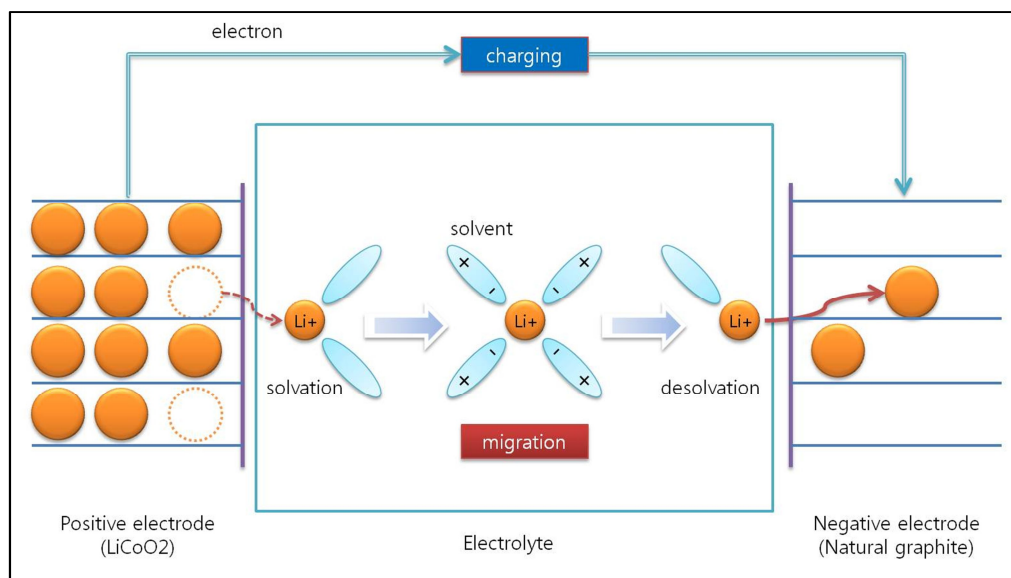 electron
charging
solvent
Li+
Li+
Li+
solvation
desolvation
migration
Positive electrode
(LiCoO2)
Electrolyte
Negative electrode
(Natural graphite)